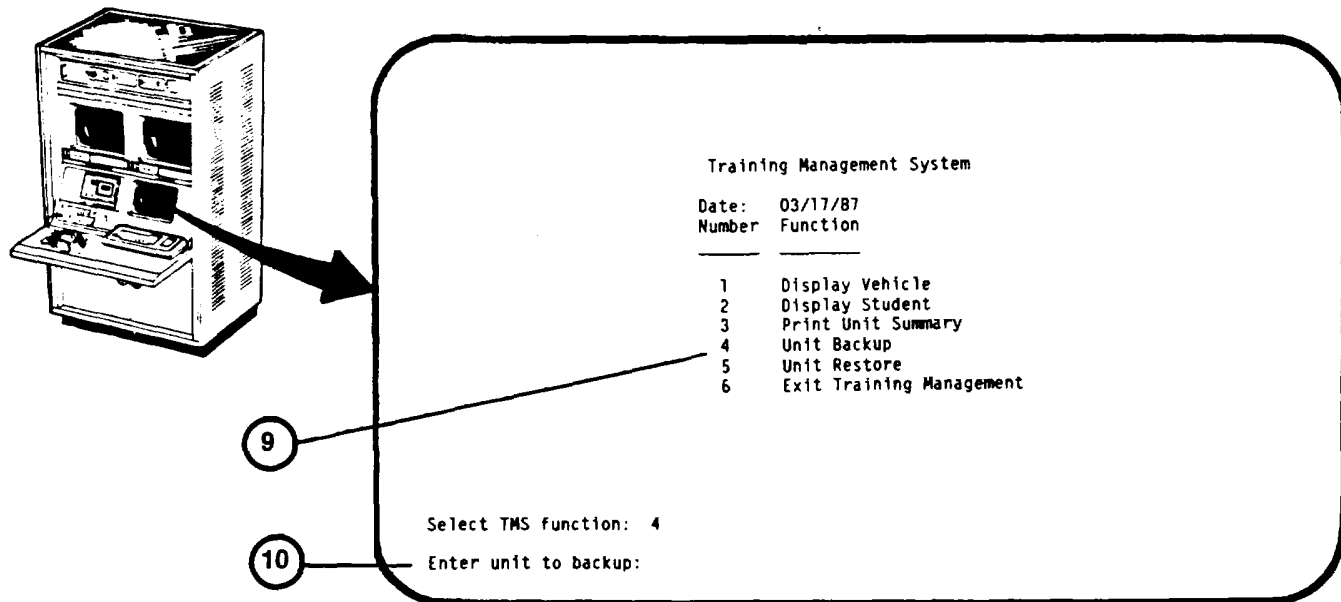 Training Management System
Date: 03/17/87
Number Function
1 Display Vehicle
2 Display Student
3 Print Unit Summary
4 Unit Backup
5 Unit Restore
6 Exit Training Management
9
Select TMS function: 4
10 Enter unit to backup: